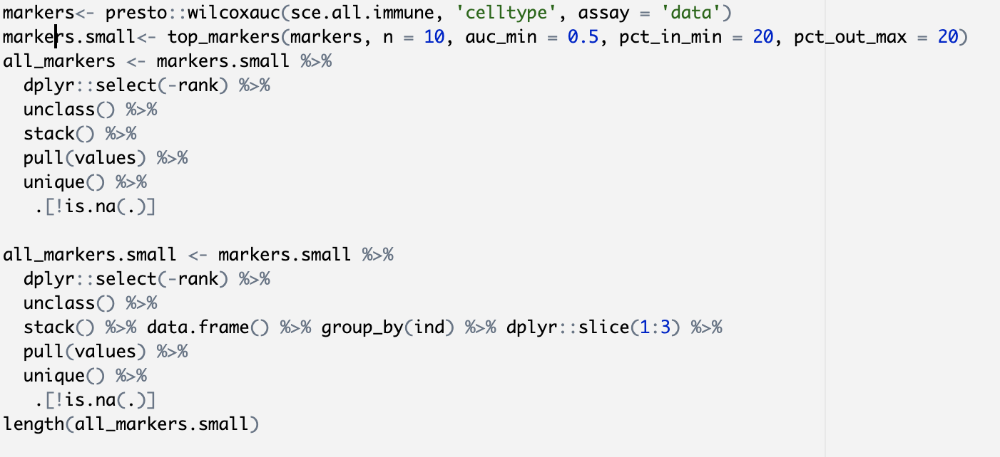 markers<- presto::wilcoxauc(sce.all.immune, 'celltype', assay = 'data')
markers.small<- top_markers(markers, n = 10, auc_min = 0.5, pct_in_min = 20, pct_out_max = 20)
all_markers <- markers.small %>%
  dplyr::select(-rank) %>%
  unclass() %>%
  stack() %>%
  pull(values) %>%
  unique() %>%
   .[!is.na(.)]

all_markers.small <- markers.small %>%
  dplyr::select(-rank) %>%
  unclass() %>%
  stack() %>% data.frame() %>% group_by(ind) %>% dplyr::slice(1:3) %>%
  pull(values) %>%
  unique() %>%
   .[!is.na(.)]
length(all_markers.small)